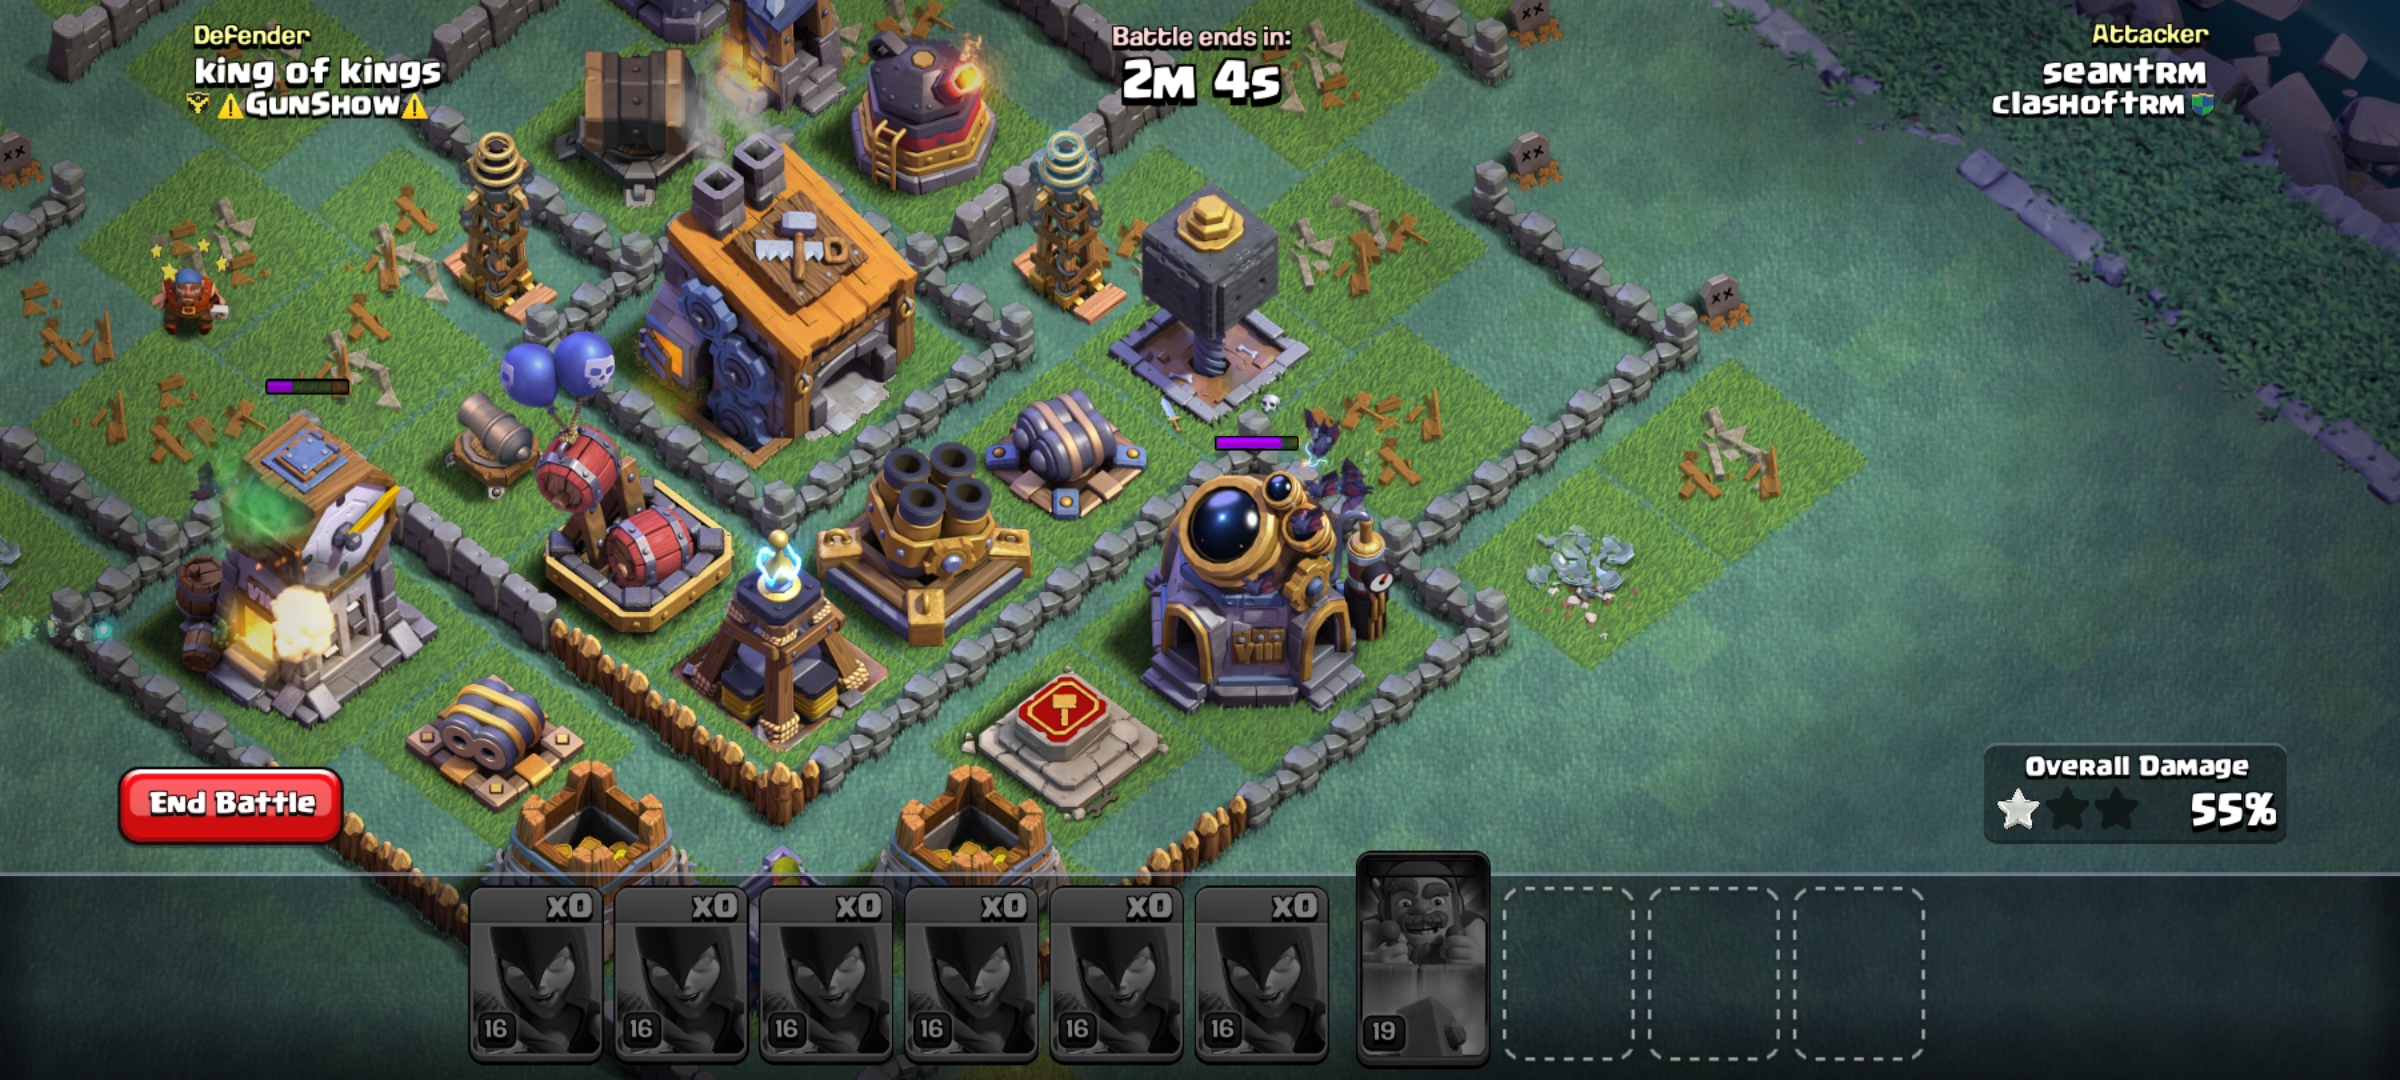 Defender
king of kings
⚠️GUNSHOW⚠️
Battle ends in:
2M 4S
Attacker
seantRM
clashoftRM
D
VIII
End Battle
Overall Damage
55%
x0
x0
x0
x0
x0
x0
16
16
16
16
16
16
19